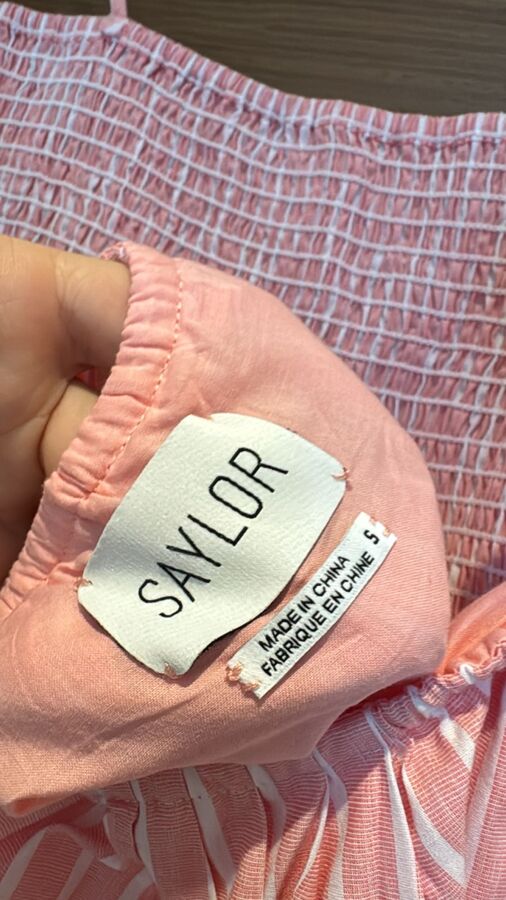 SAYLOR
MADE IN CHINA
FABRIQUE EN CHINE
S